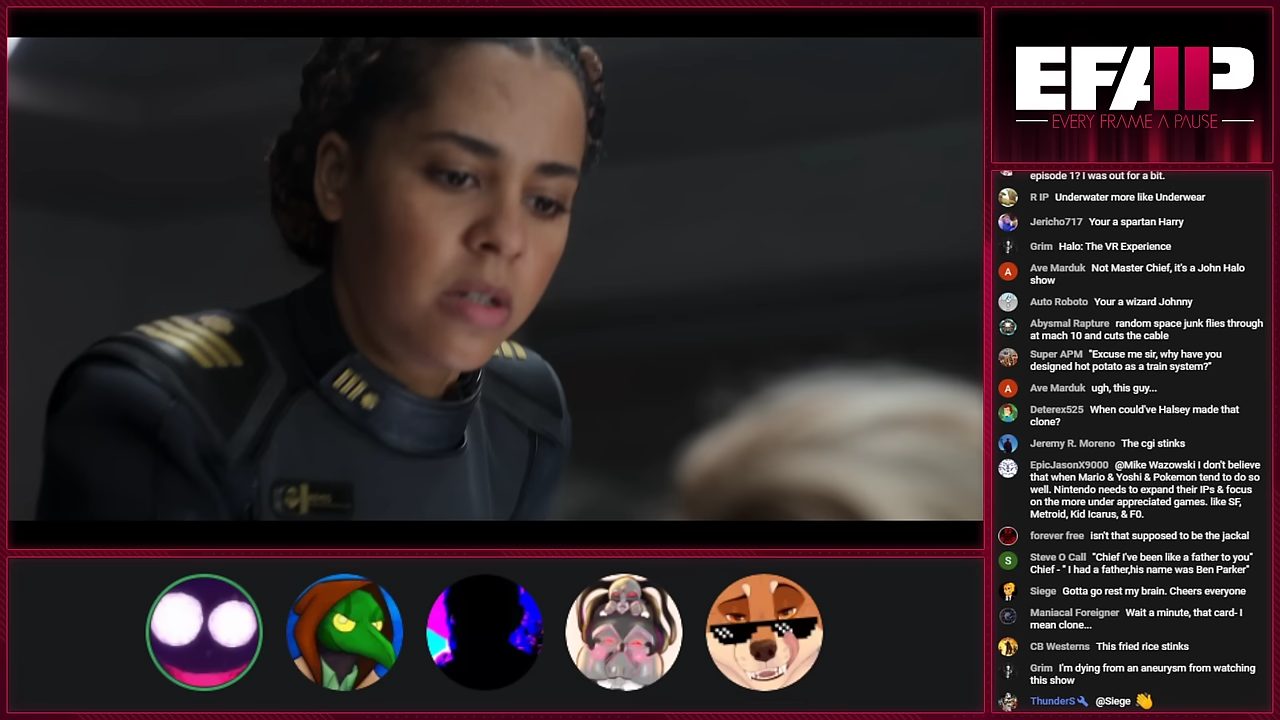 EFAP
EVERY FRAME A PAUSE
episode 1? I was out for a bit.
R IP Underwater more like Underwear
Jericho717 Your a spartan Harry
Grim Halo: The VR Experience
Ave Marduk Not Master Chief, it's a John Halo
show
Auto Roboto Your a wizard Johnny
Abysmal Rapture random space junk flies through
at mach 10 and cuts the cable
Super APM "Excuse me sir, why have you
designed hot potato as a train system?"
A
Ave Marduk ugh, this guy...
Deterex525 When could've Halsey made that
clone?
Jeremy R. Moreno The cgi stinks
EpicJasonX9000 @Mike Wazowski I don't believe
that when Mario & Yoshi & Pokemon tend to do so
well. Nintendo needs to expand their IPs & focus
on the more under appreciated games. like SF,
Metroid, Kid Icarus, & F0.
forever free isn't that supposed to be the jackal
S
Steve O Call "Chief I've been like a father to you"
Chief - " I had a father,his name was Ben Parker"
Siege Gotta go rest my brain. Cheers everyone
Maniacal Foreigner Wait a minute, that card- I
mean clone...
CB Westerns This fried rice stinks
Grim I'm dying from an aneurysm from watching
this show
ThunderS @Siege 👋